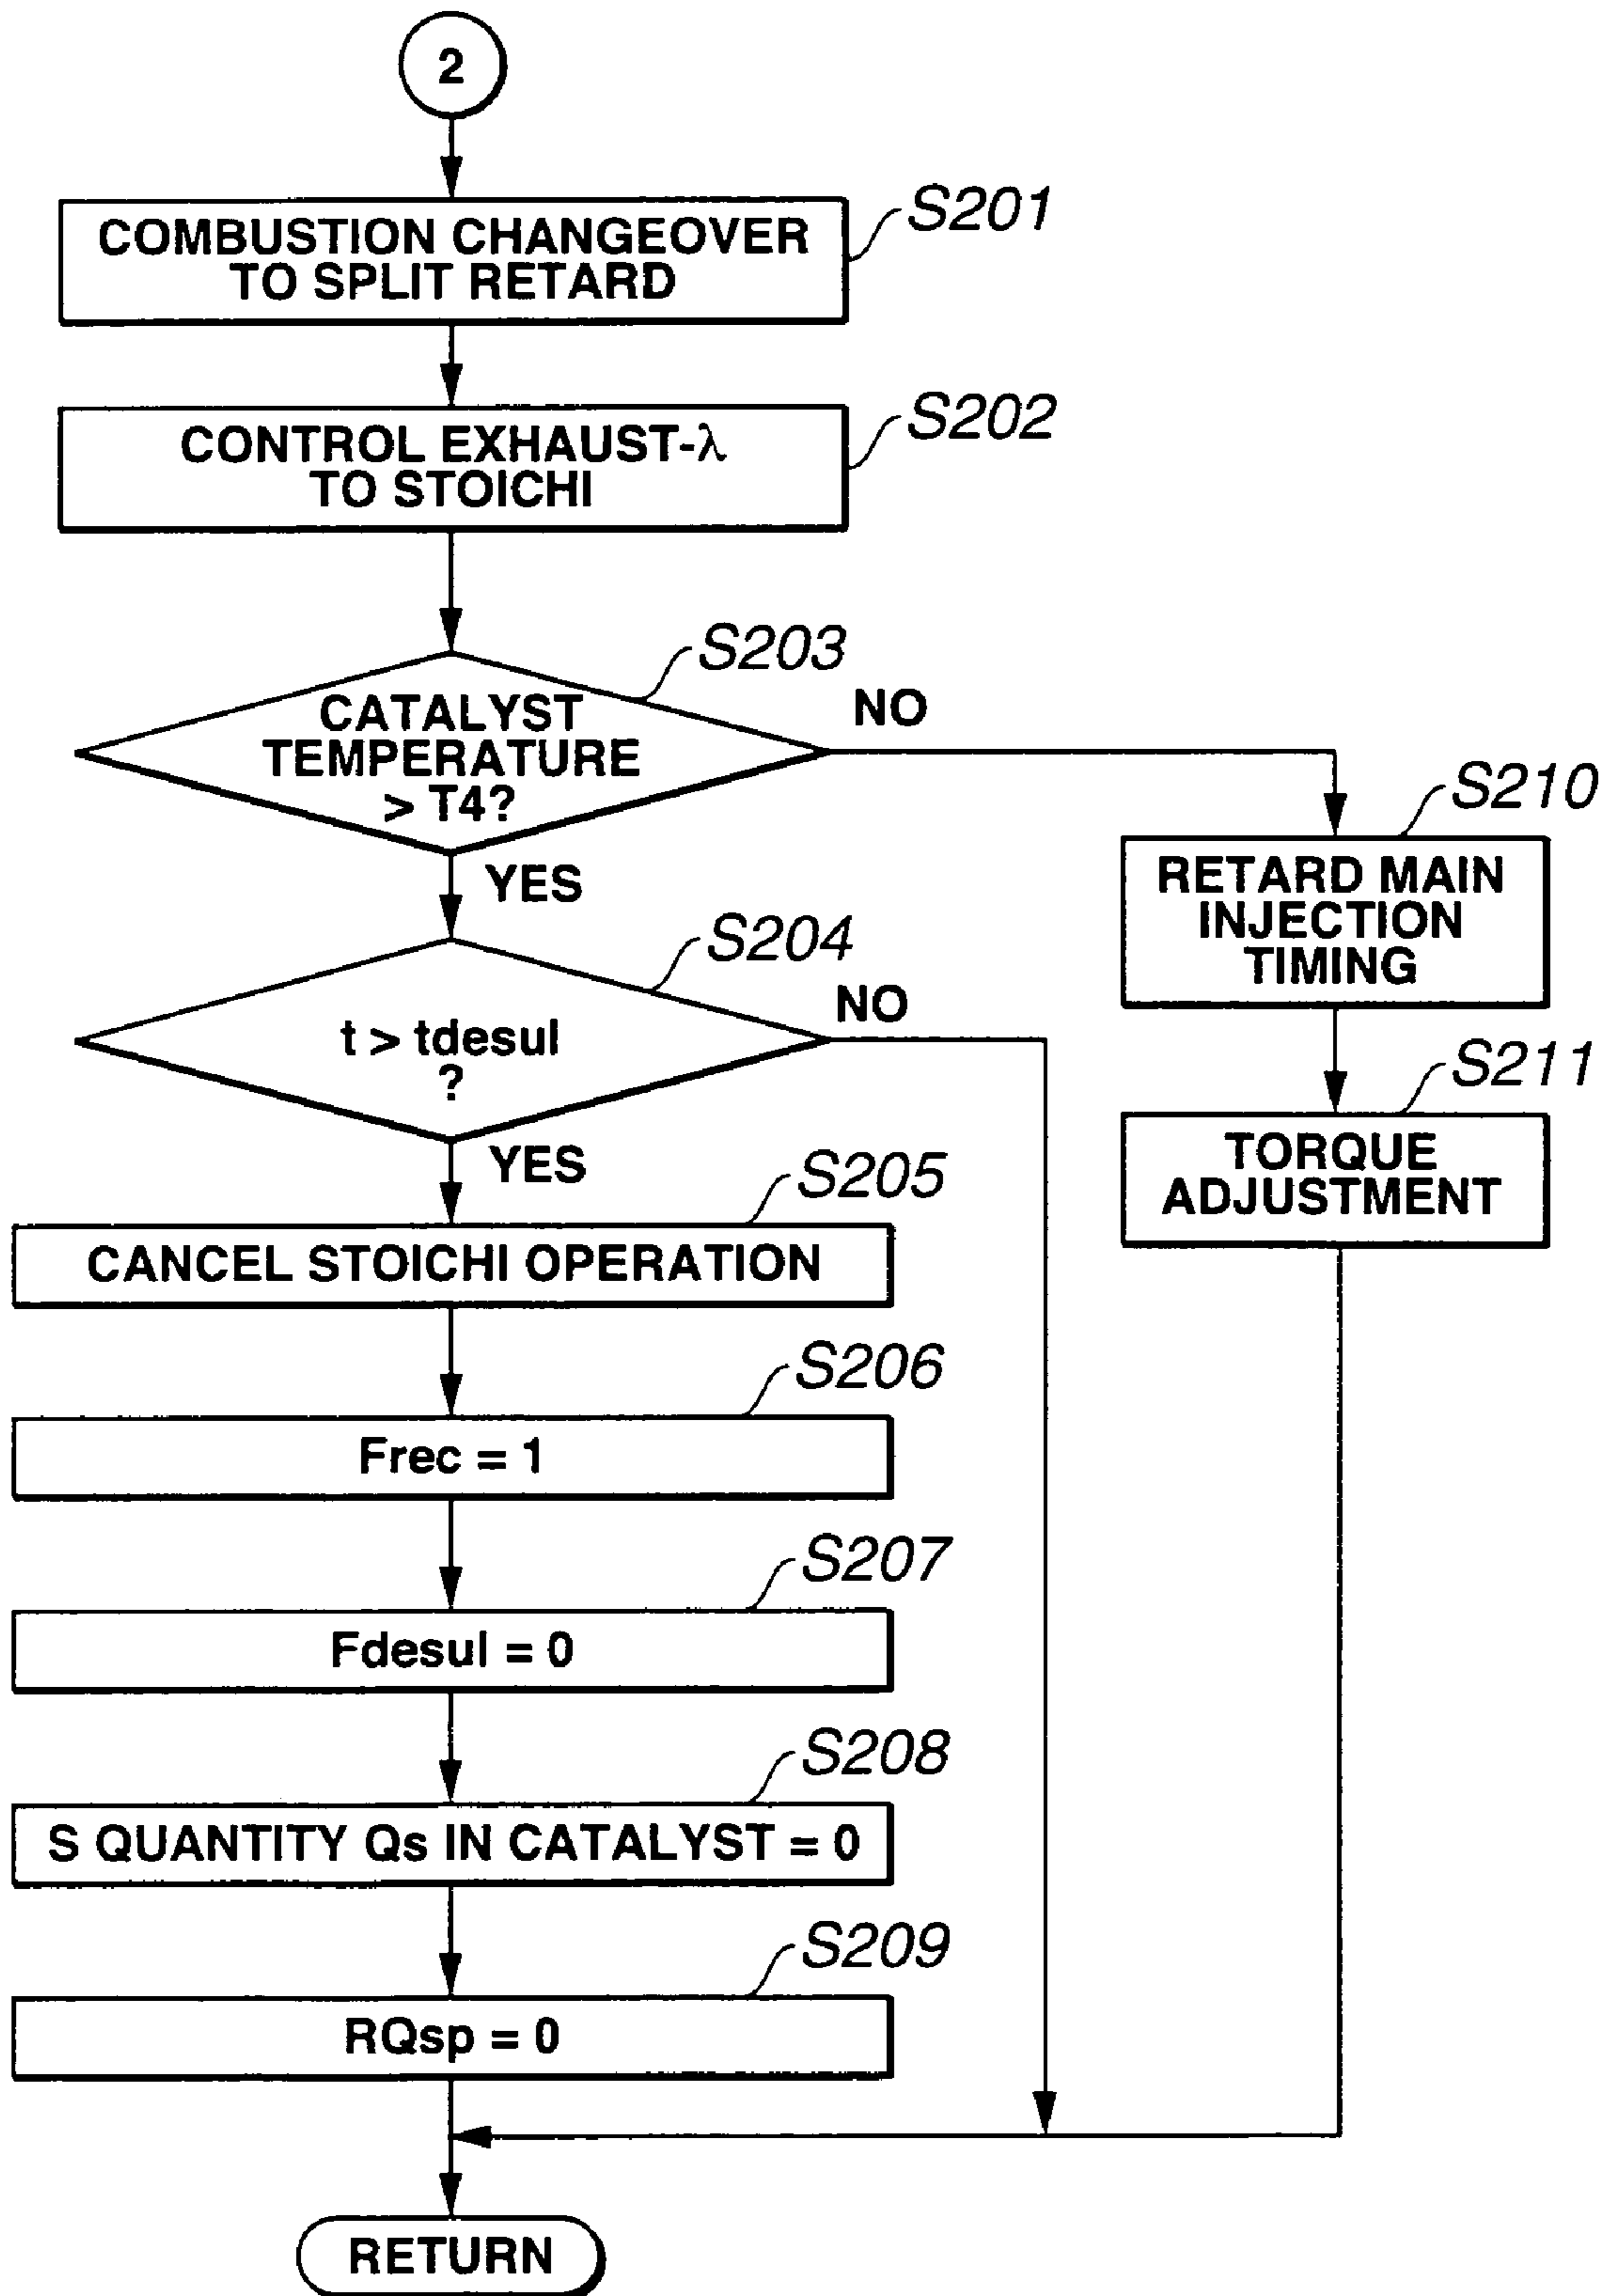 2
COMBUSTION CHANGEOVER
TO SPLIT RETARD
S201
CONTROL EXHAUST-λ
TO STOICHI
S202
CATALYST
TEMPERATURE
> T4?
S203
NO
YES
RETARD MAIN
INJECTION
TIMING
S210
t > tdesul
?
S204
NO
YES
TORQUE
ADJUSTMENT
S211
CANCEL STOICHI OPERATION
S205
Frec = 1
S206
Fdesul = 0
S207
S QUANTITY Qs IN CATALYST = 0
S208
RQsp = 0
S209
RETURN